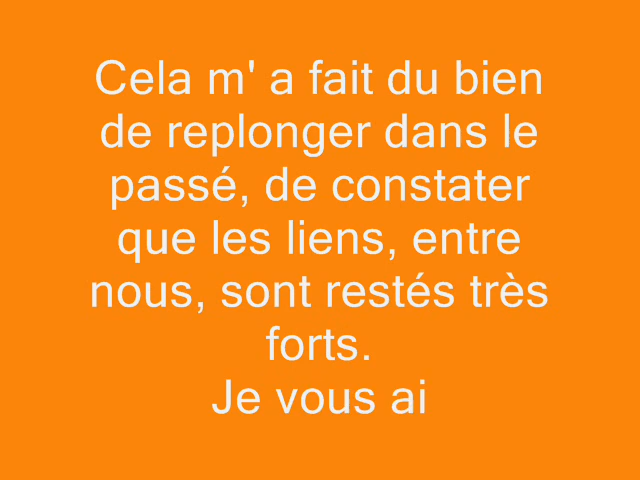 Cela m' a fait du bien
de replonger dans le
passé, de constater
que les liens, entre
nous, sont restés très
forts.
Je vous ai